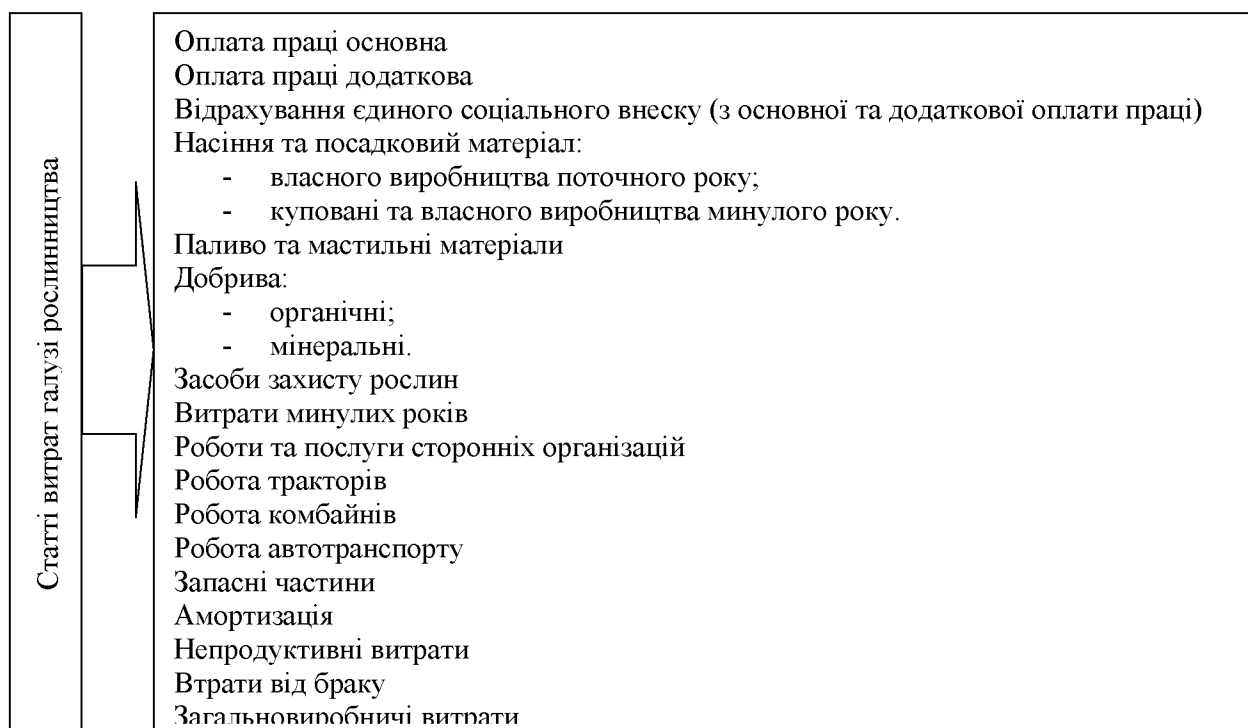 Статті витрат галузі рослинництва
Оплата праці основна
Оплата праці додаткова
Відрахування єдиного соціального внеску (з основної та додаткової оплати праці)
Насіння та посадковий матеріал:
- власного виробництва поточного року;
- куповані та власного виробництва минулого року.
Паливо та мастильні матеріали
Добрива:
- органічні;
- мінеральні.
Засоби захисту рослин
Витрати минулих років
Роботи та послуги сторонніх організацій
Робота тракторів
Робота комбайнів
Робота автотранспорту
Запасні частини
Амортизація
Непродуктивні витрати
Втрати від браку
Загальновиробничі витрати